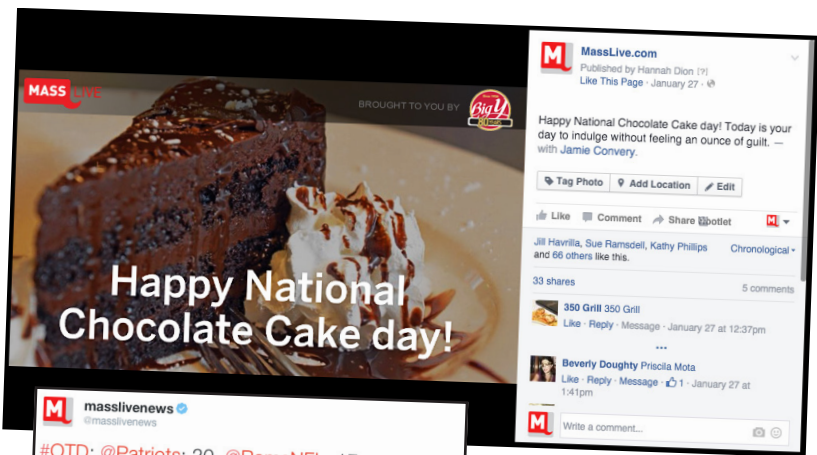 MASS LIVE
BROUGHT TO YOU BY
Big Y
Happy National
Chocolate Cake day!
MassLive.com
Published by Hannah Dion [?]
Like This Page · January 27 ·
Happy National Chocolate Cake day! Today is your
day to indulge without feeling an ounce of guilt. —
with Jamie Convery.
Tag Photo
Add Location
Edit
Like Comment Share
Jill Havrilla, Sue Ramsdell, Kathy Phillips
and 66 others like this.
Chronological
33 shares
5 comments
350 Grill 350 Grill
Like · Reply · Message · January 27 at 12:37pm
Beverly Doughty Priscila Mota
Like · Reply · Message · 1 · January 27 at
1:41pm
Write a comment...
masslivenews
@masslivenews
#OTD: @Patriots: 20,